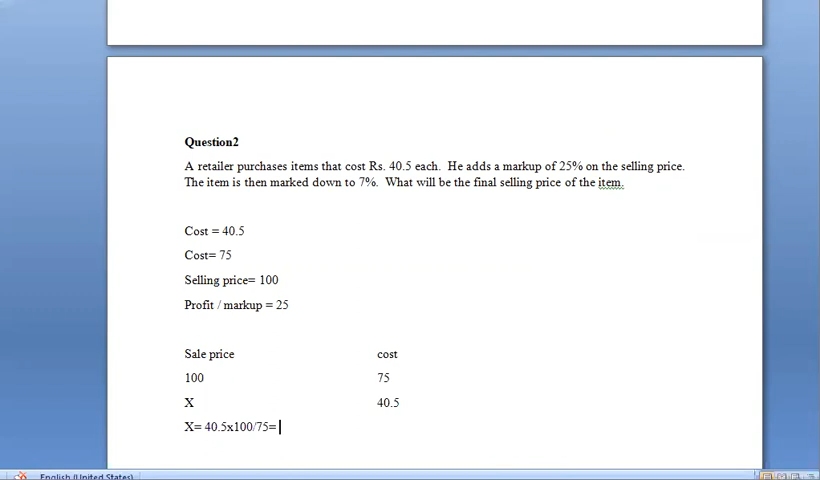 Question2
A retailer purchases items that cost Rs. 40.5 each. He adds a markup of 25% on the selling price.
The item is then marked down to 7%. What will be the final selling price of the item.
Cost = 40.5
Cost= 75
Selling price= 100
Profit / markup = 25
Sale price cost
100 75
X 40.5
X= 40.5x100/75=
English (United States)